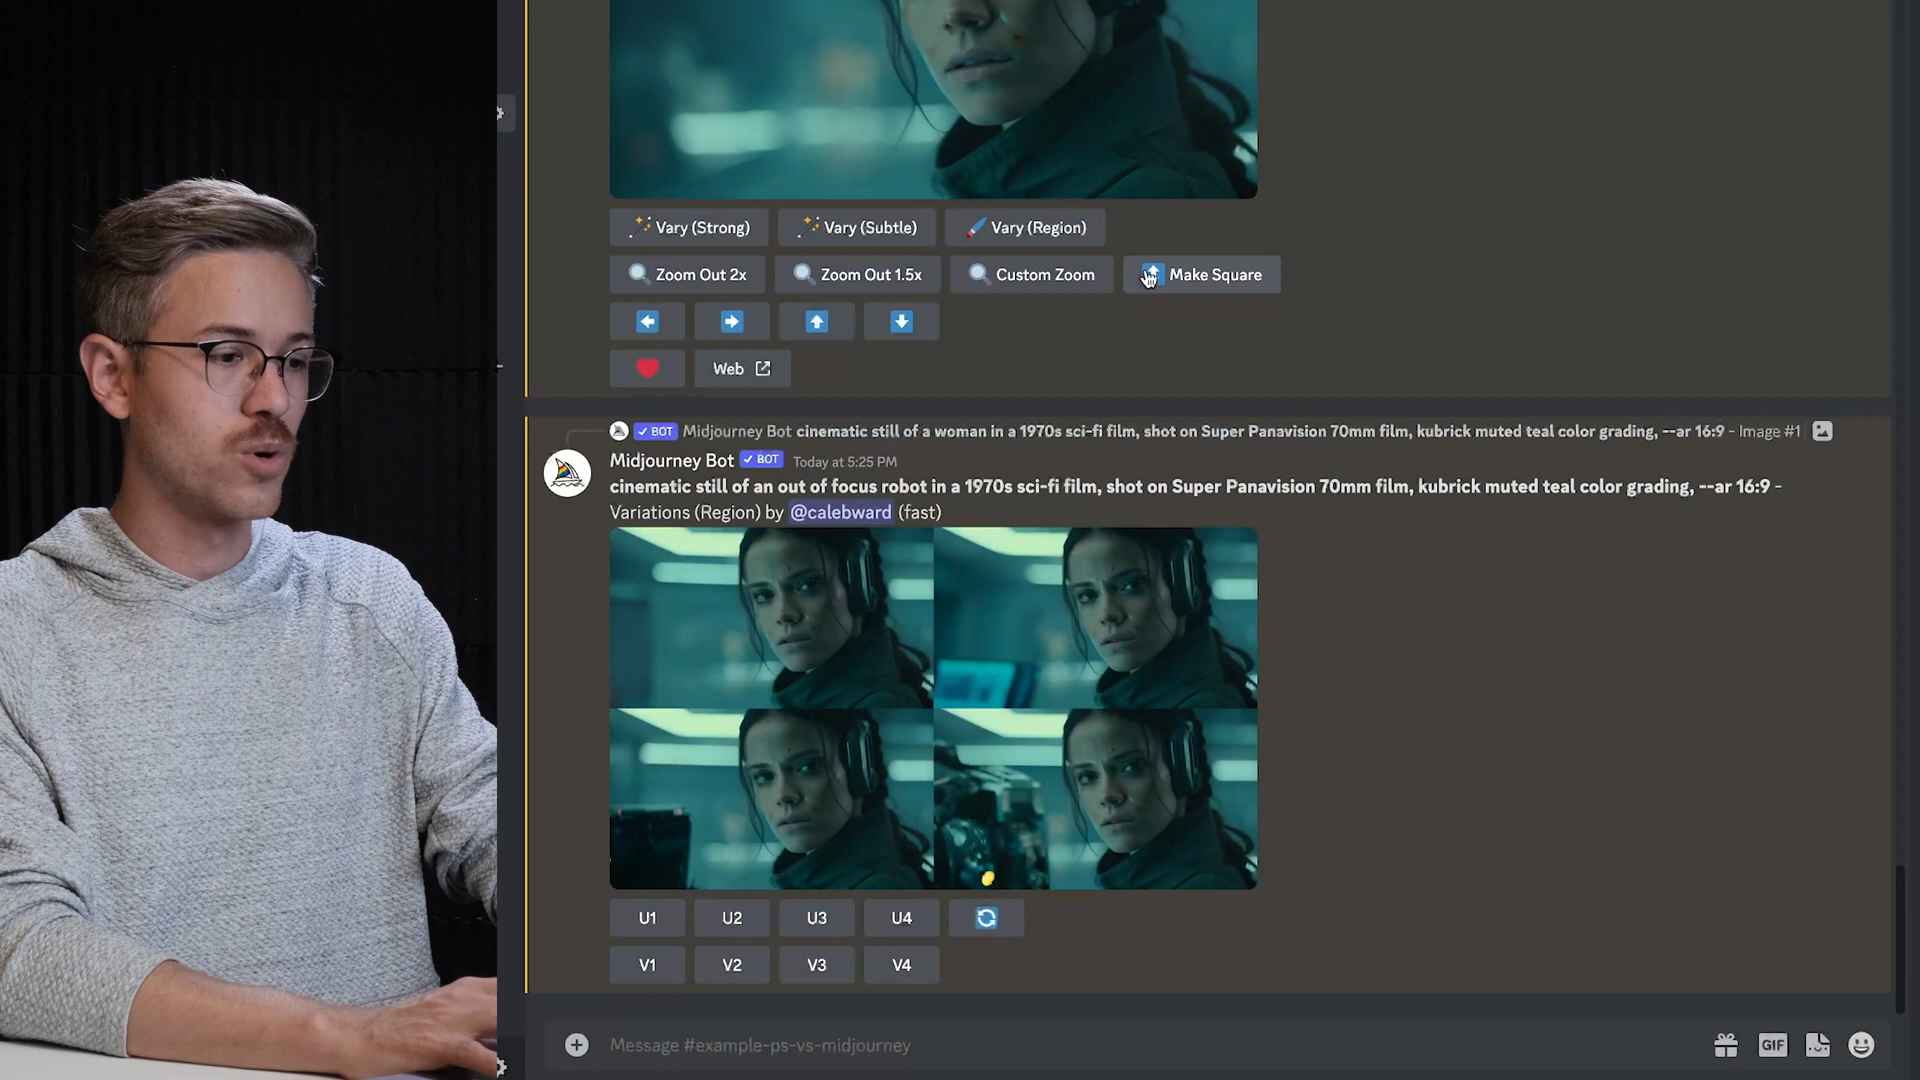 Vary (Strong)
Vary (Subtle)
Vary (Region)
Zoom Out 2x
Zoom Out 1.5x
Custom Zoom
Make Square
Web
BOT Midjourney Bot cinematic still of a woman in a 1970s sci-fi film, shot on Super Panavision 70mm film, kubrick muted teal color grading, --ar 16:9 - Image #1
Midjourney Bot BOT Today at 5:25 PM
cinematic still of an out of focus robot in a 1970s sci-fi film, shot on Super Panavision 70mm film, kubrick muted teal color grading, --ar 16:9 -
Variations (Region) by @calebward (fast)
U1 U2 U3 U4
V1 V2 V3 V4
Message #example-ps-vs-midjourney
GIF